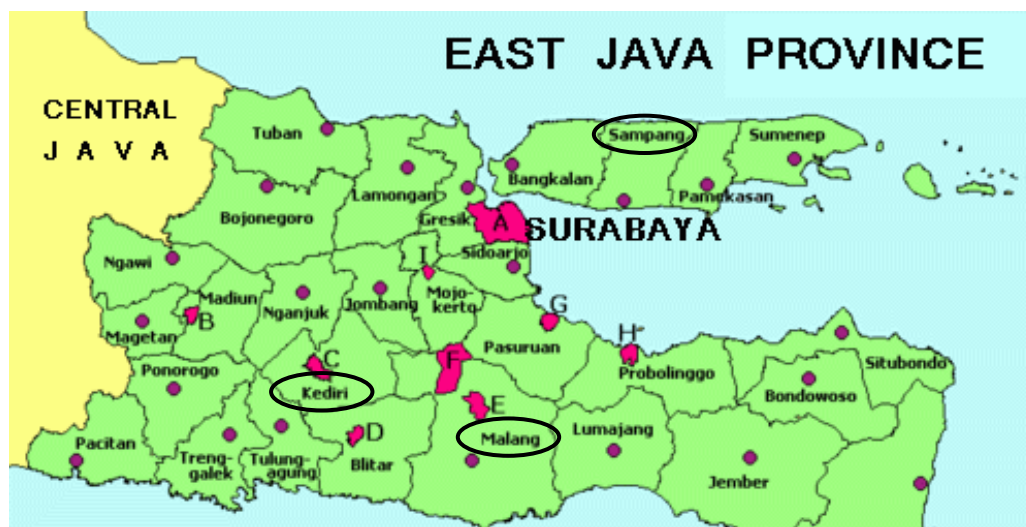 EAST JAVA PROVINCE
CENTRAL
JAVA
Tuban
Lamongan
Bojonegoro
Gresik
Bangkalan
Sampang
Pamekasan
Sumenep
A
SURABAYA
Sidoarjo
I
Ngawi
Madiun
Magetan
B
Nganjuk
Jombang
Mojo-
kerto
G
Pasuruan
H
Probolinggo
Situbondo
Bondowoso
Ponorogo
C
Kediri
F
E
Malang
Lumajang
Jember
D
Blitar
Pacitan
Treng-
galek
Tulung-
agung